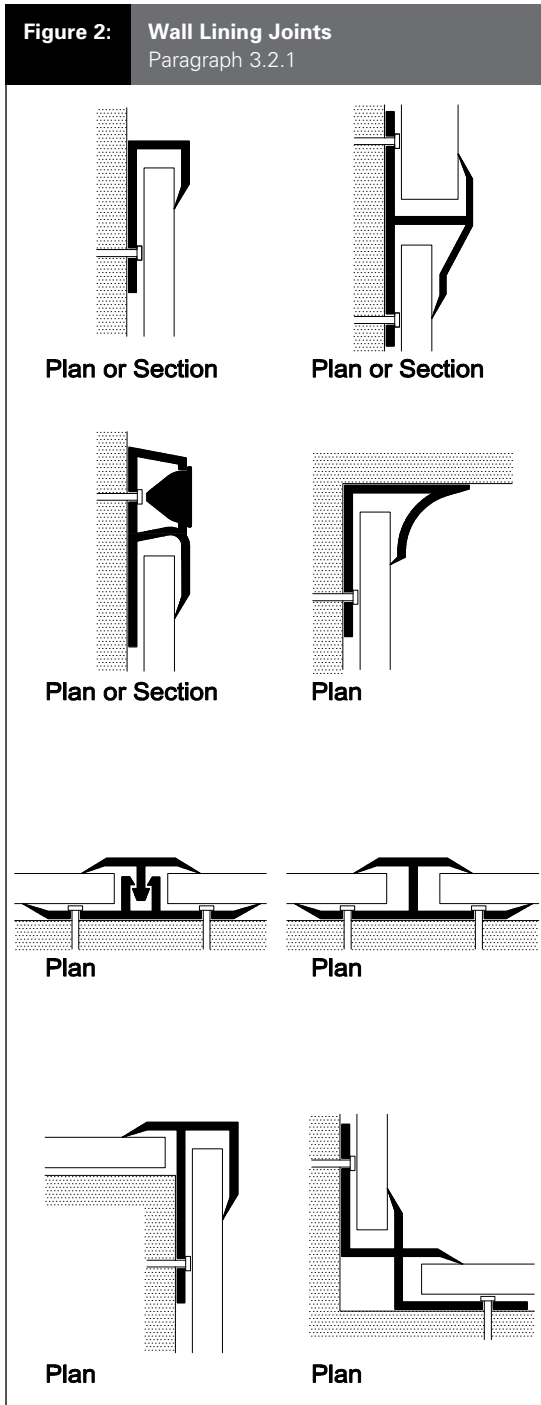 Figure 2: Wall Lining Joints
Paragraph 3.2.1
Plan or Section Plan or Section
Plan or Section Plan
Plan Plan
Plan Plan